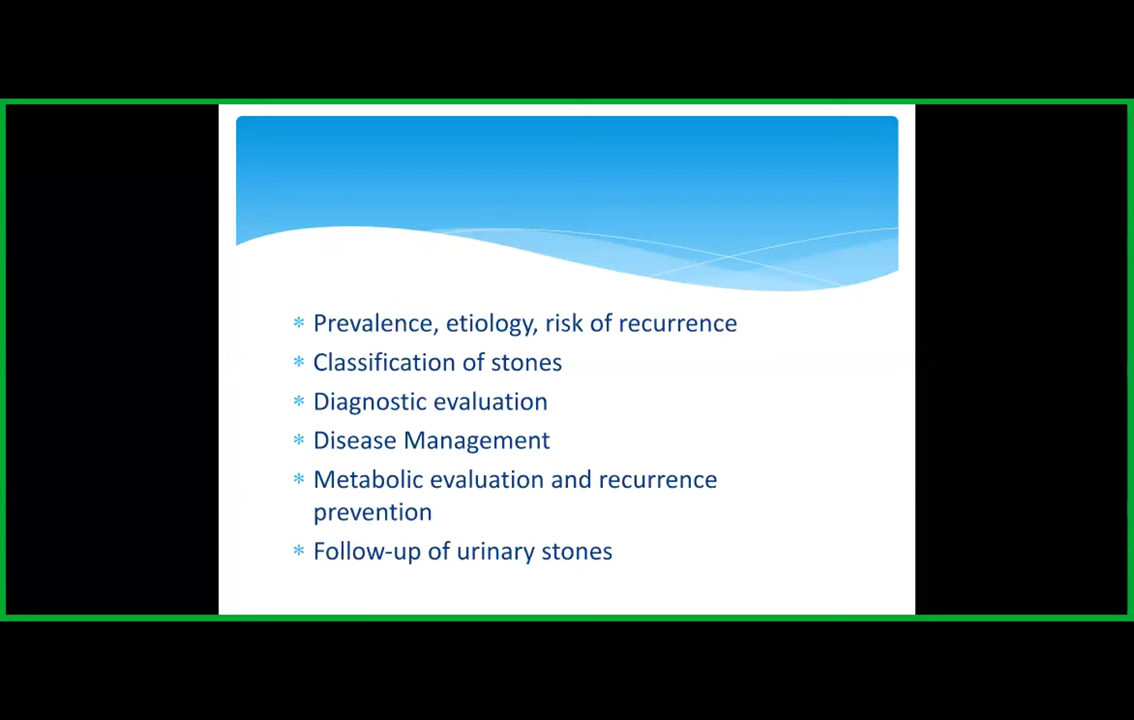 * Prevalence, etiology, risk of recurrence
* Classification of stones
* Diagnostic evaluation
* Disease Management
* Metabolic evaluation and recurrence
prevention
* Follow-up of urinary stones